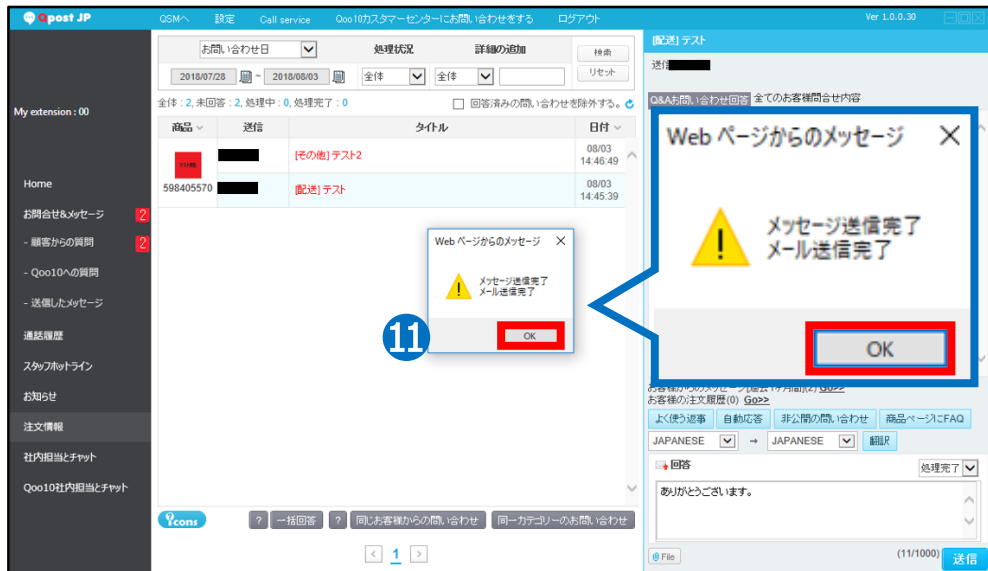 Qpost JP
QSMへ 設定 Call service Qoo10カスタマーセンターにお問い合わせをする ログアウト Ver 1.0.0.30
My extension : 00
Home
お問合せ&メッセージ 2
- 顧客からの質問 2
- Qoo10への質問
- 送信したメッセージ
通話履歴
スタッフホットライン
お知らせ
注文情報
社内担当とチャット
Qoo10社内担当とチャット
お問い合わせ日 処理状況 詳細の追加 検索
2018/07/28 ~ 2018/08/03 全体 全体 リセット
全体 : 2, 未回答 : 2, 処理中 : 0, 処理完了 : 0 回答済みの問い合わせを除外する。
商品 送信 タイトル 日付
[その他] テスト2 08/03
14:46:49
598405570 [配送] テスト 08/03
14:45:39
Web ページからのメッセージ
メッセージ送信完了
メール送信完了
OK
11
Qcons ? 一括回答 ? 同じお客様からの問い合わせ 同一カテゴリーのお問い合わせ
< 1 >
[配送] テスト
送信
Q&Aお問い合わせ回答 全てのお客様問合せ内容
Web ページからのメッセージ
メッセージ送信完了
メール送信完了
OK
お客様からのメッセージ(過去1ヶ月間)(2) Go>>
お客様の注文履歴(0) Go>>
よく使う返事 自動応答 非公開の問い合わせ 商品ページにFAQ
JAPANESE → JAPANESE 翻訳
回答 処理完了
ありがとうございます。
File (11/1000) 送信